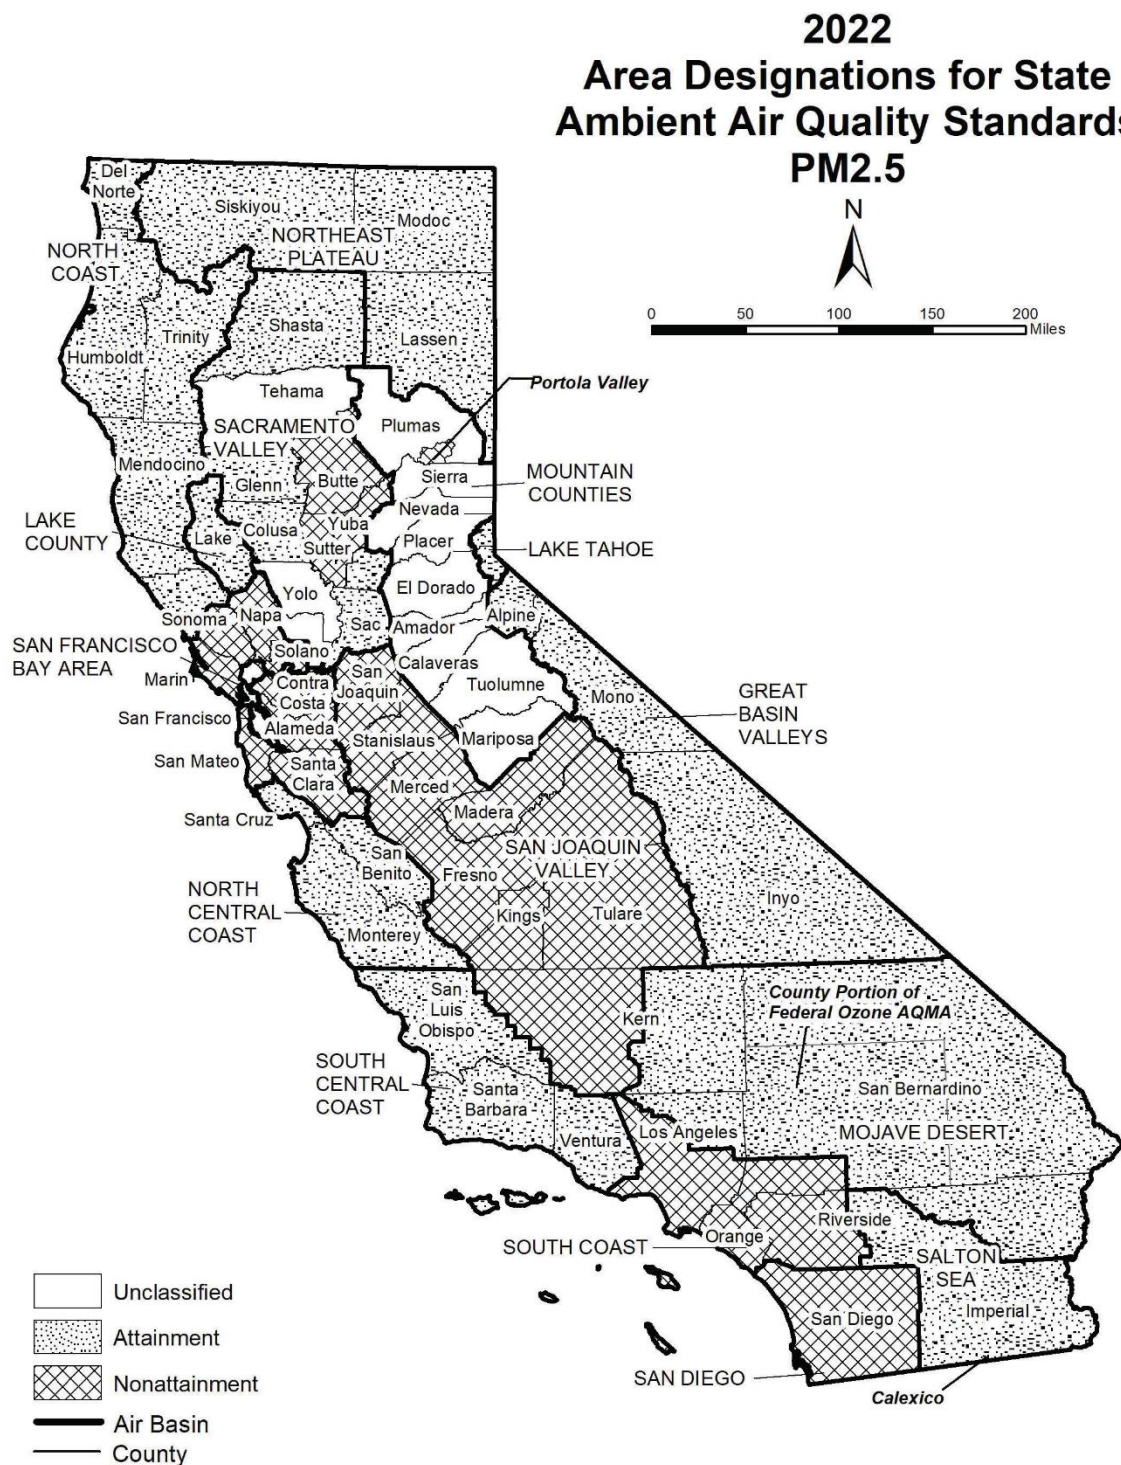 2022
Area Designations for State
Ambient Air Quality Standards
PM2.5
N
0 50 100 150 200
Miles
Del
Norte
Siskiyou
Modoc
NORTHEAST
PLATEAU
NORTH
COAST
Shasta
Trinity
Humboldt
Lassen
Tehama
Portola Valley
Plumas
SACRAMENTO
VALLEY
Mendocino
Glenn
Butte
Sierra
MOUNTAIN
COUNTIES
Nevada
LAKE
COUNTY
Lake
Colusa
Yuba
Sutter
Placer
LAKE TAHOE
Yolo
El Dorado
Sonoma
Napa
Sac
Amador
Alpine
SAN FRANCISCO
BAY AREA
Solano
Marin
Calaveras
Contra
Costa
San
Joaquin
Tuolumne
Mono
GREAT
BASIN
VALLEYS
San Francisco
Alameda
Stanislaus
Mariposa
San Mateo
Santa
Clara
Merced
Madera
Santa Cruz
San
Benito
SAN JOAQUIN
VALLEY
Fresno
NORTH
CENTRAL
COAST
Kings
Tulare
Inyo
Monterey
San
Luis
Obispo
Kern
County Portion of
Federal Ozone AQMA
SOUTH
CENTRAL
COAST
Santa
Barbara
San Bernardino
Ventura
Los Angeles
MOJAVE DESERT
Riverside
Orange
SOUTH COAST
SALTON
SEA
Imperial
San Diego
SAN DIEGO
Calexico
Unclassified
Attainment
Nonattainment
Air Basin
County